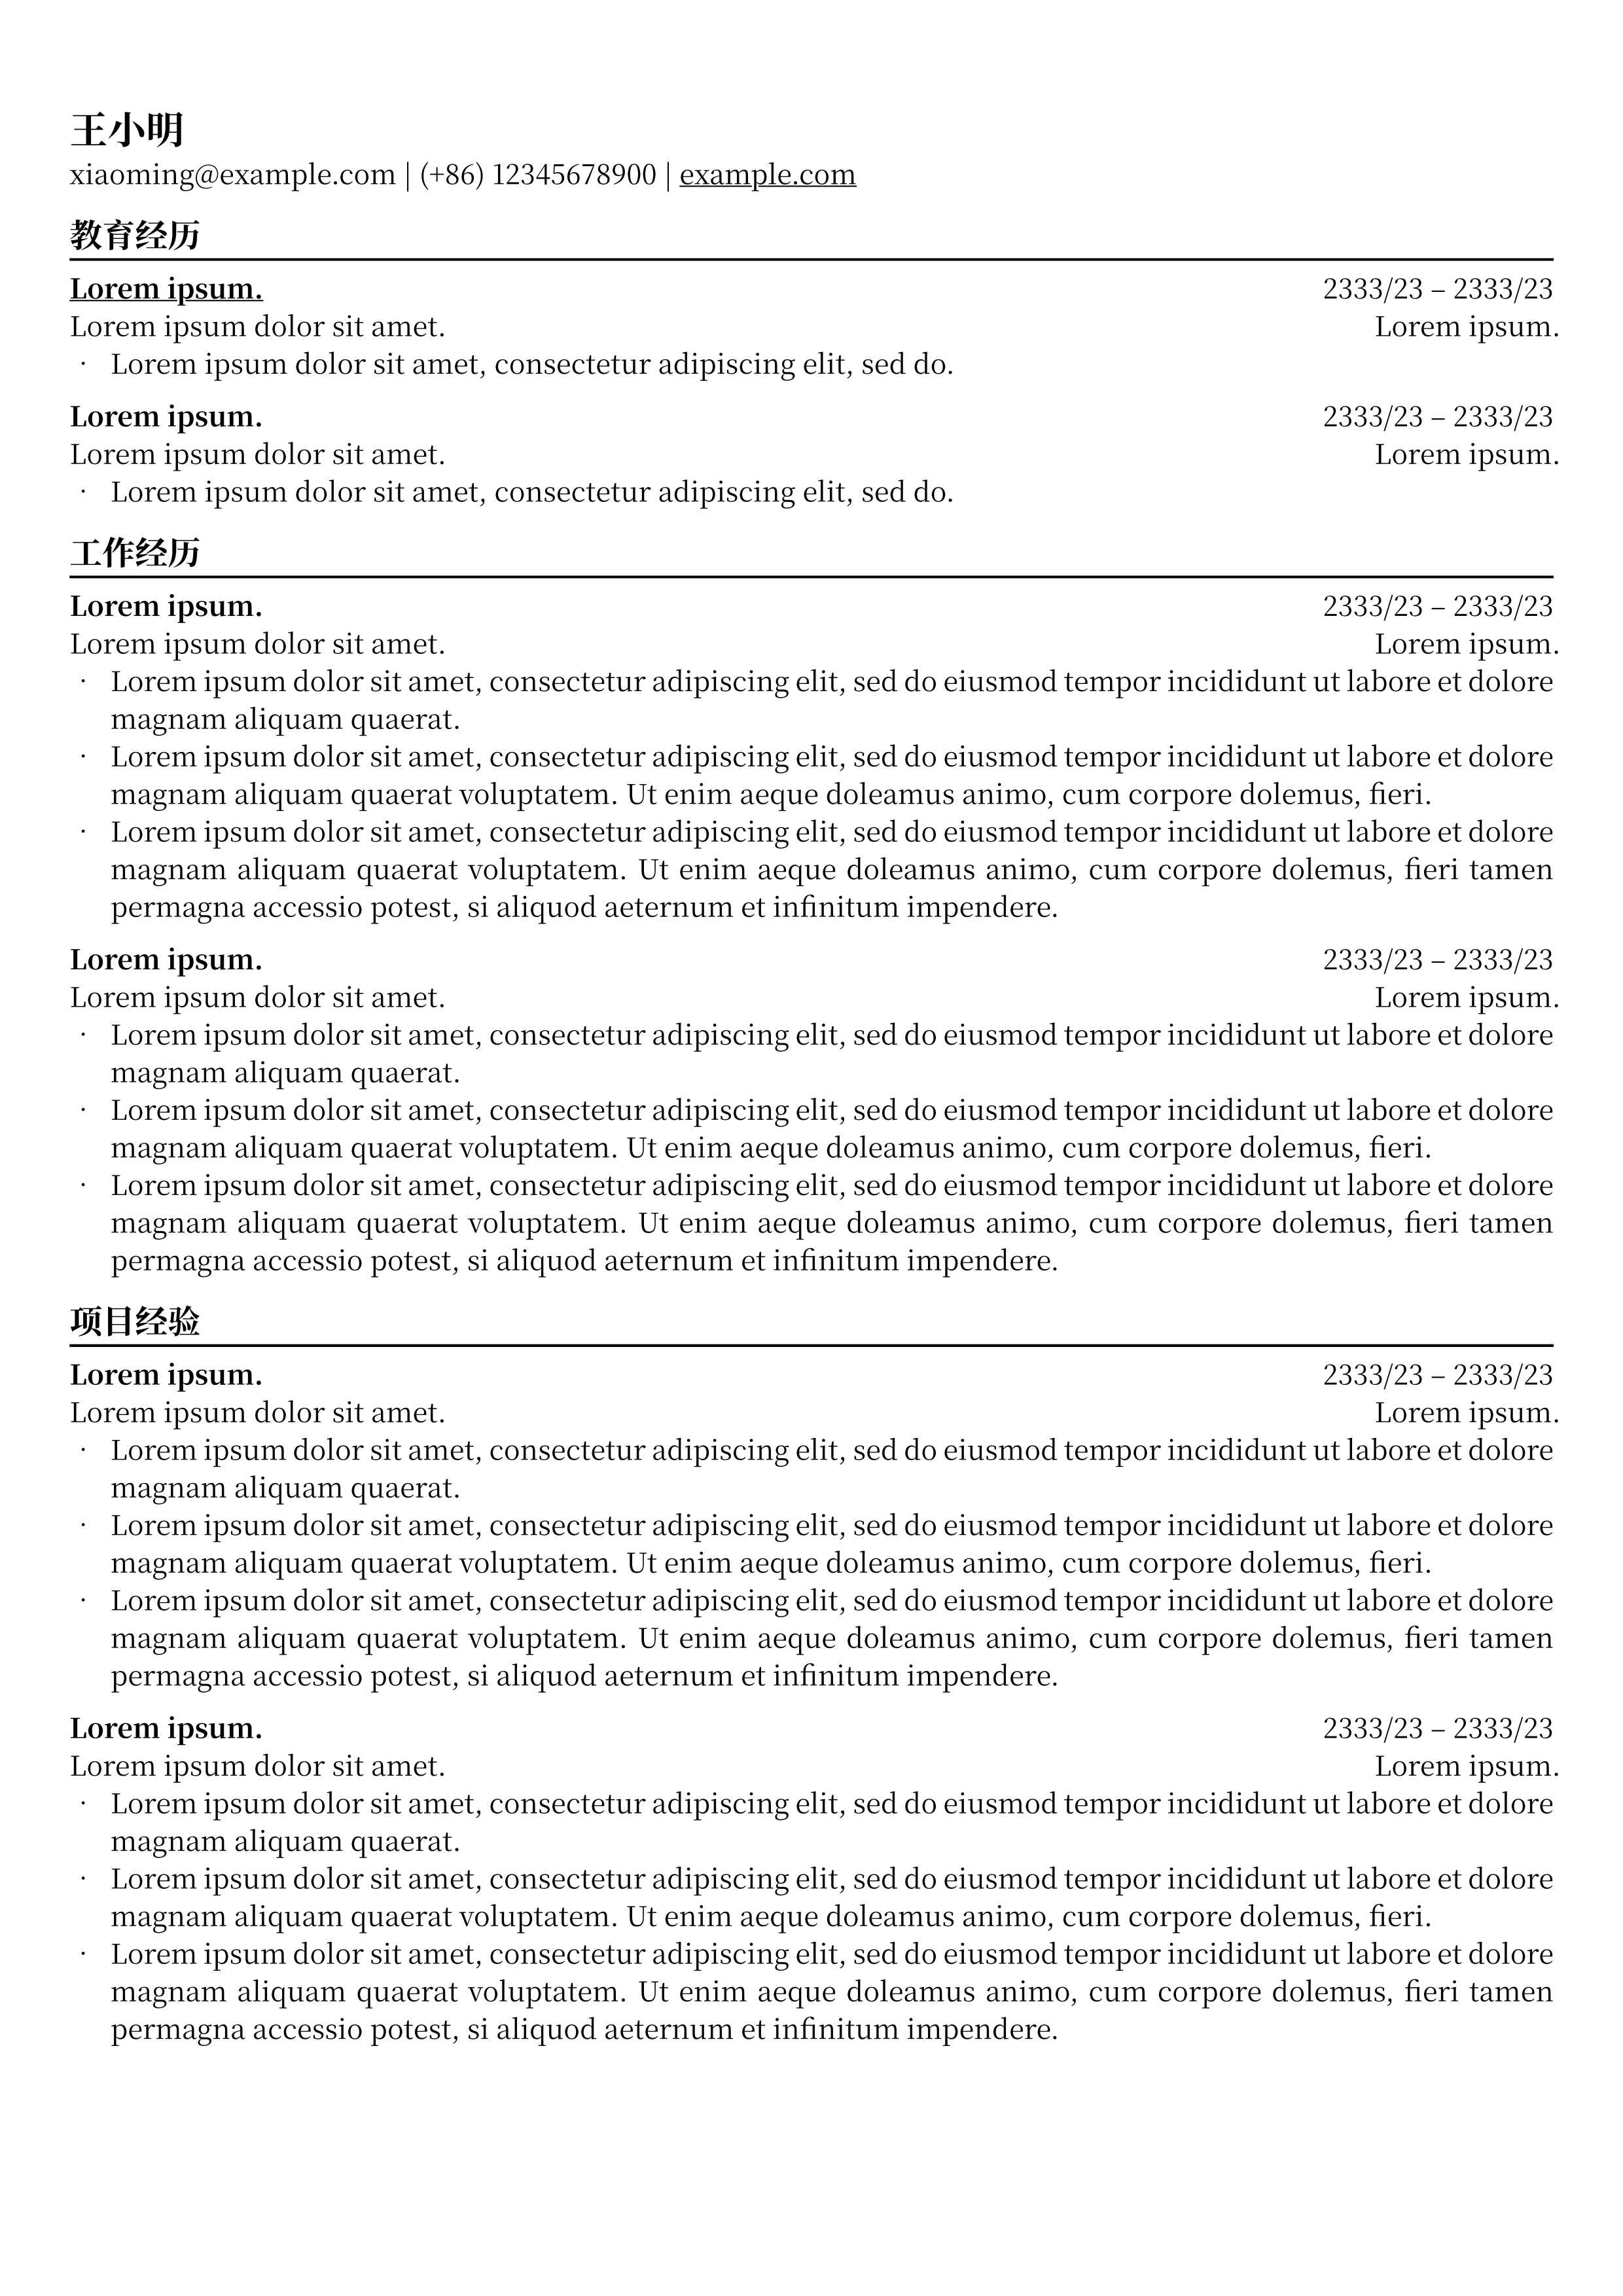 王小明
xiaoming@example.com | (+86) 12345678900 | example.com
教育经历
Lorem ipsum. 2333/23 – 2333/23
Lorem ipsum dolor sit amet. Lorem ipsum.
· Lorem ipsum dolor sit amet, consectetur adipiscing elit, sed do.
Lorem ipsum. 2333/23 – 2333/23
Lorem ipsum dolor sit amet. Lorem ipsum.
· Lorem ipsum dolor sit amet, consectetur adipiscing elit, sed do.
工作经历
Lorem ipsum. 2333/23 – 2333/23
Lorem ipsum dolor sit amet. Lorem ipsum.
· Lorem ipsum dolor sit amet, consectetur adipiscing elit, sed do eiusmod tempor incididunt ut labore et dolore
magnam aliquam quaerat.
· Lorem ipsum dolor sit amet, consectetur adipiscing elit, sed do eiusmod tempor incididunt ut labore et dolore
magnam aliquam quaerat voluptatem. Ut enim aeque doleamus animo, cum corpore dolemus, fieri.
· Lorem ipsum dolor sit amet, consectetur adipiscing elit, sed do eiusmod tempor incididunt ut labore et dolore
magnam aliquam quaerat voluptatem. Ut enim aeque doleamus animo, cum corpore dolemus, fieri tamen
permagna accessio potest, si aliquod aeternum et infinitum impendere.
Lorem ipsum. 2333/23 – 2333/23
Lorem ipsum dolor sit amet. Lorem ipsum.
· Lorem ipsum dolor sit amet, consectetur adipiscing elit, sed do eiusmod tempor incididunt ut labore et dolore
magnam aliquam quaerat.
· Lorem ipsum dolor sit amet, consectetur adipiscing elit, sed do eiusmod tempor incididunt ut labore et dolore
magnam aliquam quaerat voluptatem. Ut enim aeque doleamus animo, cum corpore dolemus, fieri.
· Lorem ipsum dolor sit amet, consectetur adipiscing elit, sed do eiusmod tempor incididunt ut labore et dolore
magnam aliquam quaerat voluptatem. Ut enim aeque doleamus animo, cum corpore dolemus, fieri tamen
permagna accessio potest, si aliquod aeternum et infinitum impendere.
项目经验
Lorem ipsum. 2333/23 – 2333/23
Lorem ipsum dolor sit amet. Lorem ipsum.
· Lorem ipsum dolor sit amet, consectetur adipiscing elit, sed do eiusmod tempor incididunt ut labore et dolore
magnam aliquam quaerat.
· Lorem ipsum dolor sit amet, consectetur adipiscing elit, sed do eiusmod tempor incididunt ut labore et dolore
magnam aliquam quaerat voluptatem. Ut enim aeque doleamus animo, cum corpore dolemus, fieri.
· Lorem ipsum dolor sit amet, consectetur adipiscing elit, sed do eiusmod tempor incididunt ut labore et dolore
magnam aliquam quaerat voluptatem. Ut enim aeque doleamus animo, cum corpore dolemus, fieri tamen
permagna accessio potest, si aliquod aeternum et infinitum impendere.
Lorem ipsum. 2333/23 – 2333/23
Lorem ipsum dolor sit amet. Lorem ipsum.
· Lorem ipsum dolor sit amet, consectetur adipiscing elit, sed do eiusmod tempor incididunt ut labore et dolore
magnam aliquam quaerat.
· Lorem ipsum dolor sit amet, consectetur adipiscing elit, sed do eiusmod tempor incididunt ut labore et dolore
magnam aliquam quaerat voluptatem. Ut enim aeque doleamus animo, cum corpore dolemus, fieri.
· Lorem ipsum dolor sit amet, consectetur adipiscing elit, sed do eiusmod tempor incididunt ut labore et dolore
magnam aliquam quaerat voluptatem. Ut enim aeque doleamus animo, cum corpore dolemus, fieri tamen
permagna accessio potest, si aliquod aeternum et infinitum impendere.